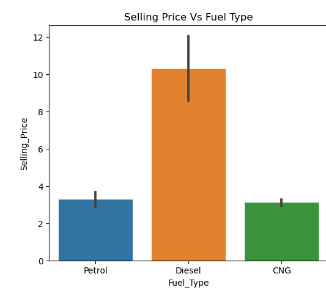 Selling Price Vs Fuel Type
12
10
8
6
4
2
0
Selling_Price
Petrol Diesel CNG
Fuel_Type